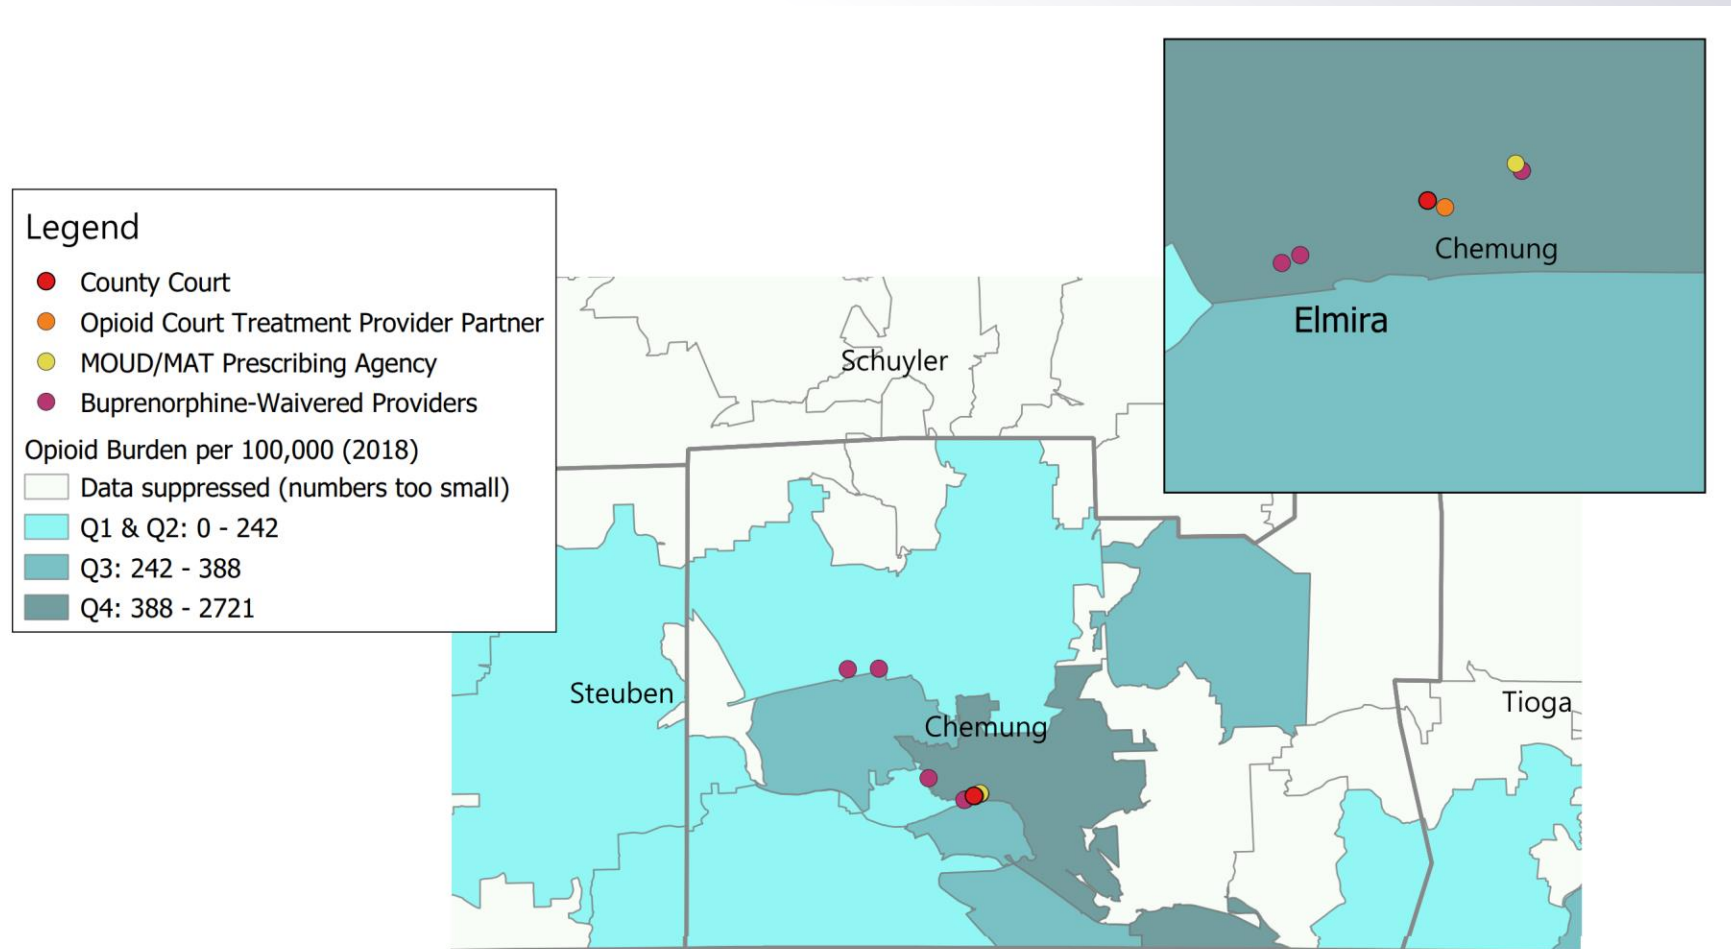 Legend
County Court
Opioid Court Treatment Provider Partner
MOUD/MAT Prescribing Agency
Buprenorphine-Waivered Providers
Opioid Burden per 100,000 (2018)
Data suppressed (numbers too small)
Q1 & Q2: 0 - 242
Q3: 242 - 388
Q4: 388 - 2721
Chemung
Elmira
Schuyler
Steuben
Tioga
Chemung